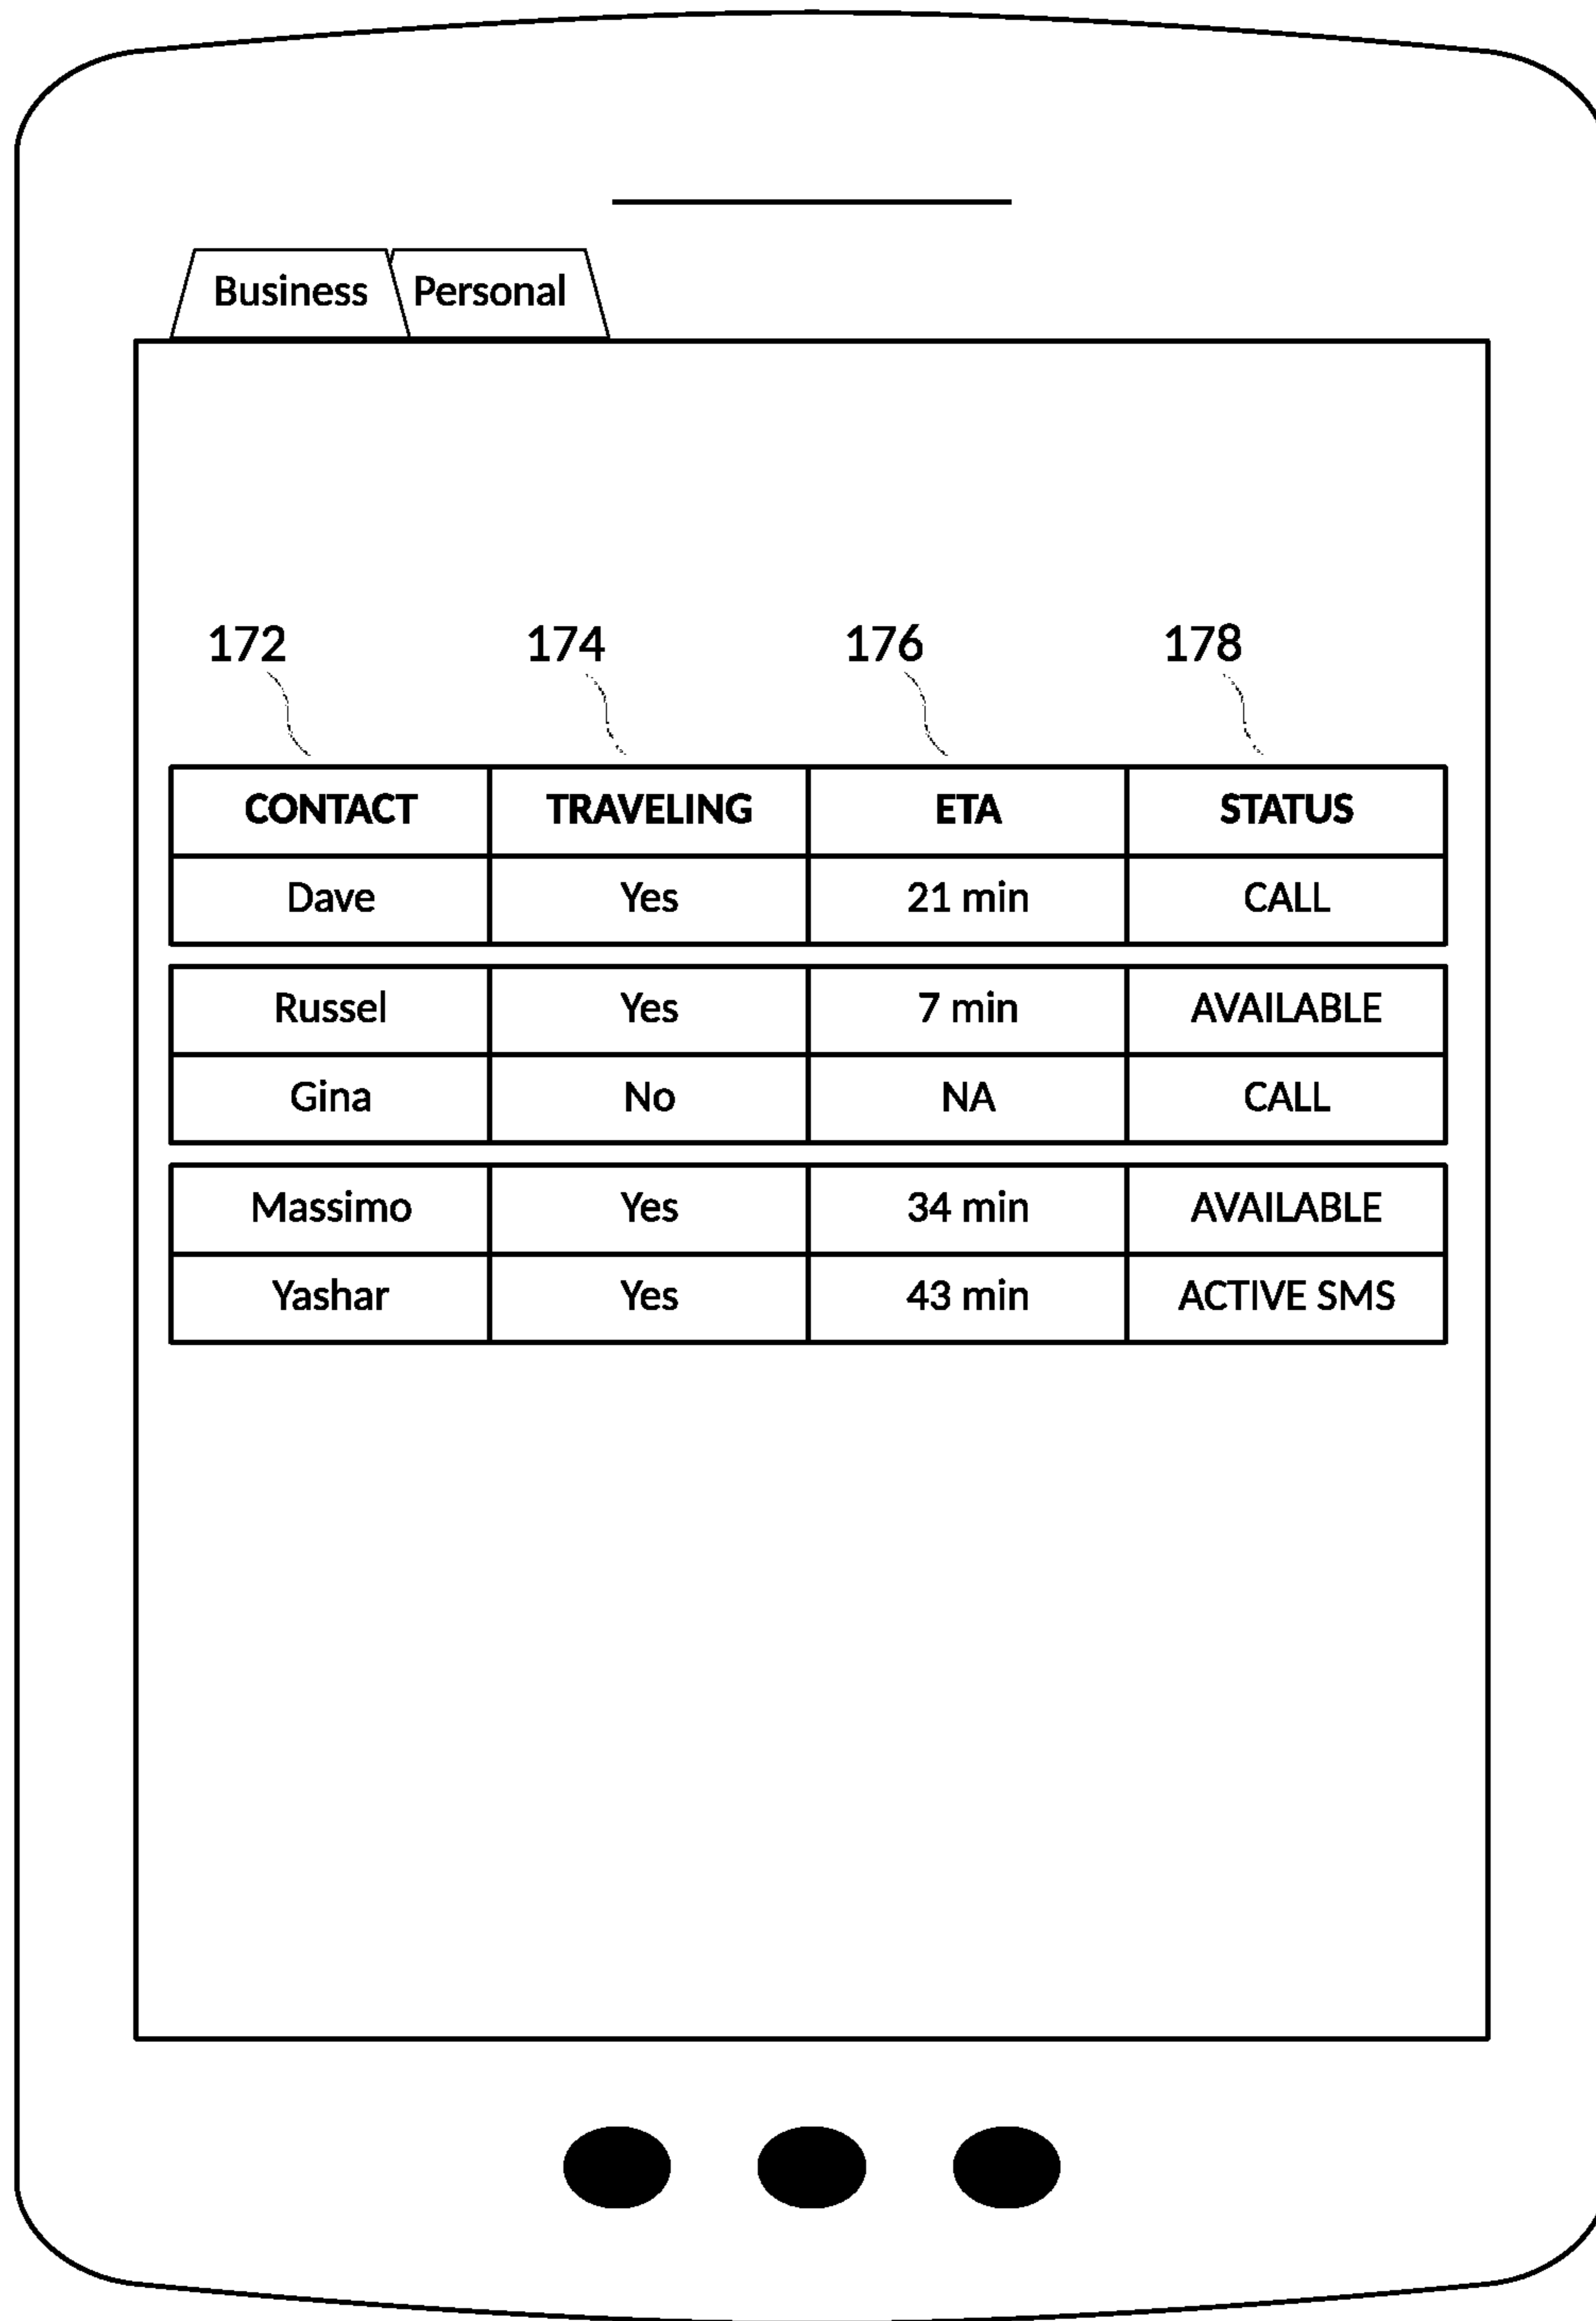 Business Personal
172 174 176 178
CONTACT TRAVELING ETA STATUS
Dave Yes 21 min CALL
Russel Yes 7 min AVAILABLE
Gina No NA CALL
Massimo Yes 34 min AVAILABLE
Yashar Yes 43 min ACTIVE SMS